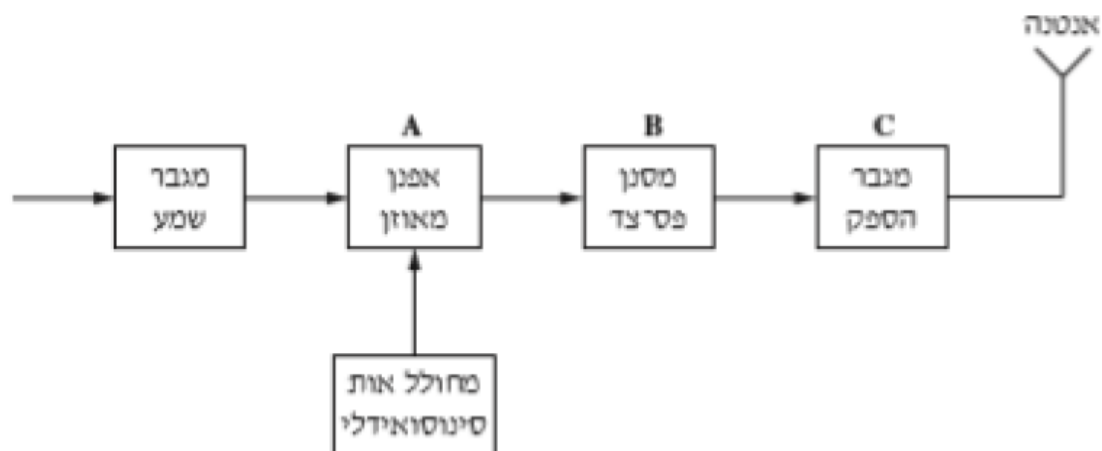 אנטנה
A
B
C
מגבר
שמע
אפנן
מאוזן
מסנן
פס־צד
מגבר
הספק
מחולל אות
סינוסואידלי